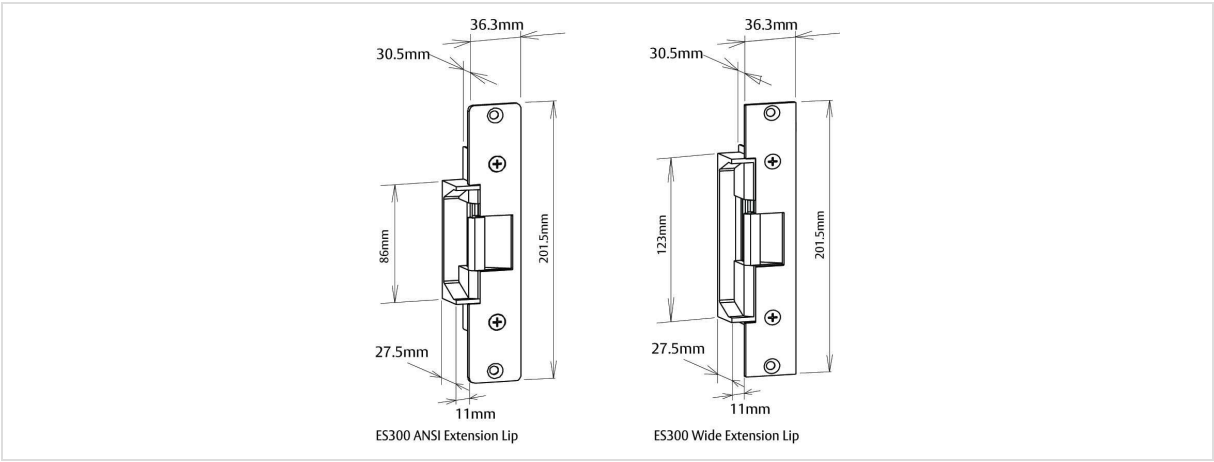 36.3mm
30.5mm
86mm
201.5mm
27.5mm
11mm
ES300 ANSI Extension Lip
36.3mm
30.5mm
123mm
201.5mm
27.5mm
11mm
ES300 Wide Extension Lip